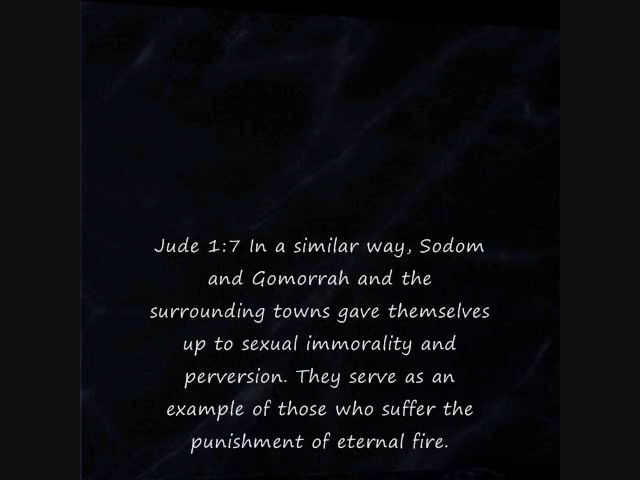 Jude 1:7 In a similar way, Sodom
and Gomorrah and the
surrounding towns gave themselves
up to sexual immorality and
perversion. They serve as an
example of those who suffer the
punishment of eternal fire.